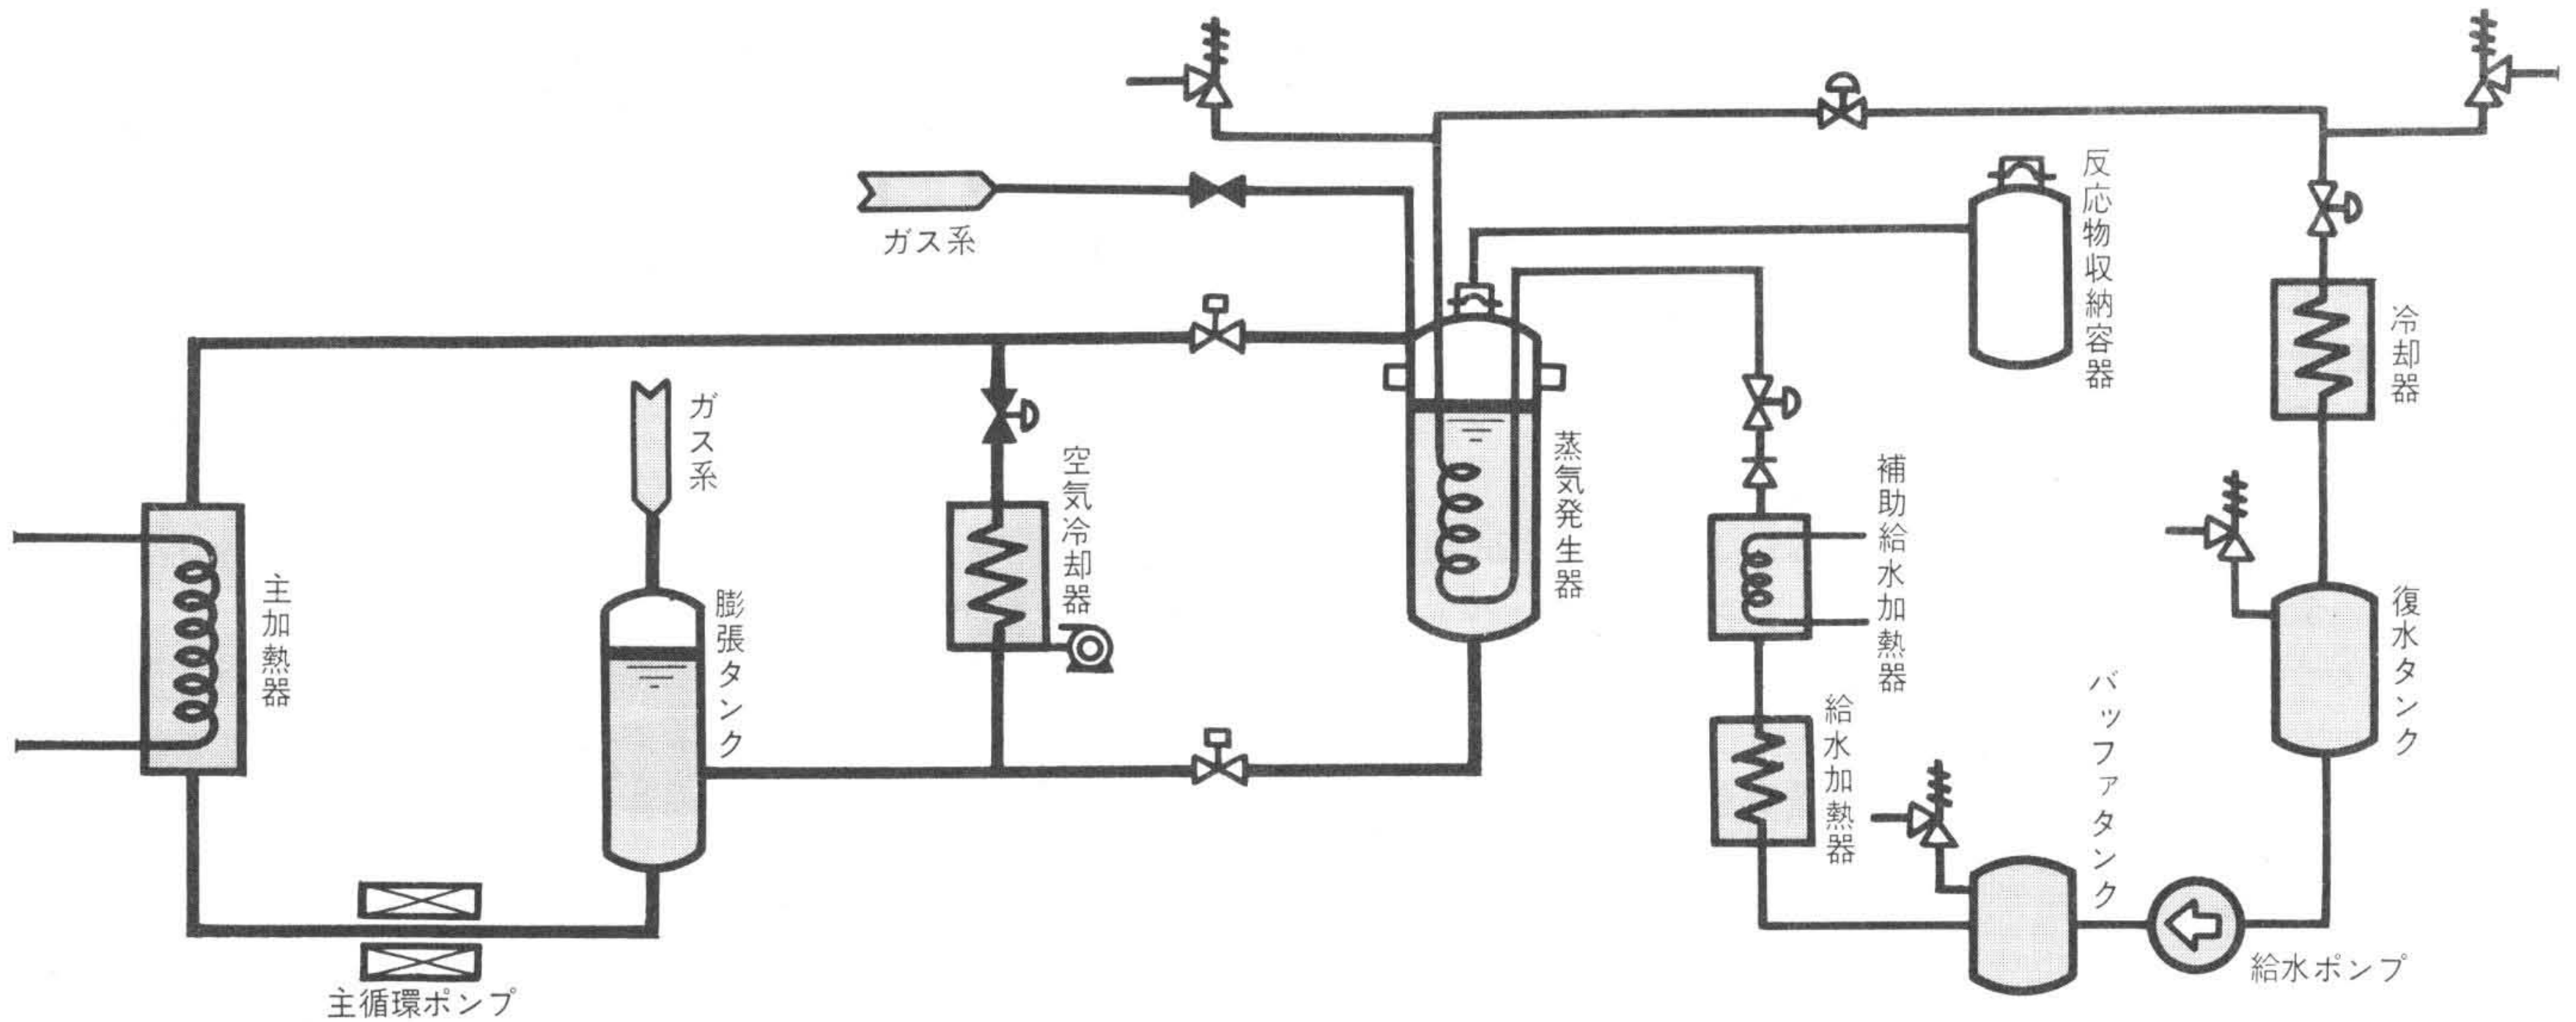 反応物収納容器
ガス系
冷却器
ガス系
蒸気発生器
空気冷却器
補助給水加熱器
主加熱器
膨張タンク
復水タンク
バッファタンク
給水加熱器
給水ポンプ
主循環ポンプ